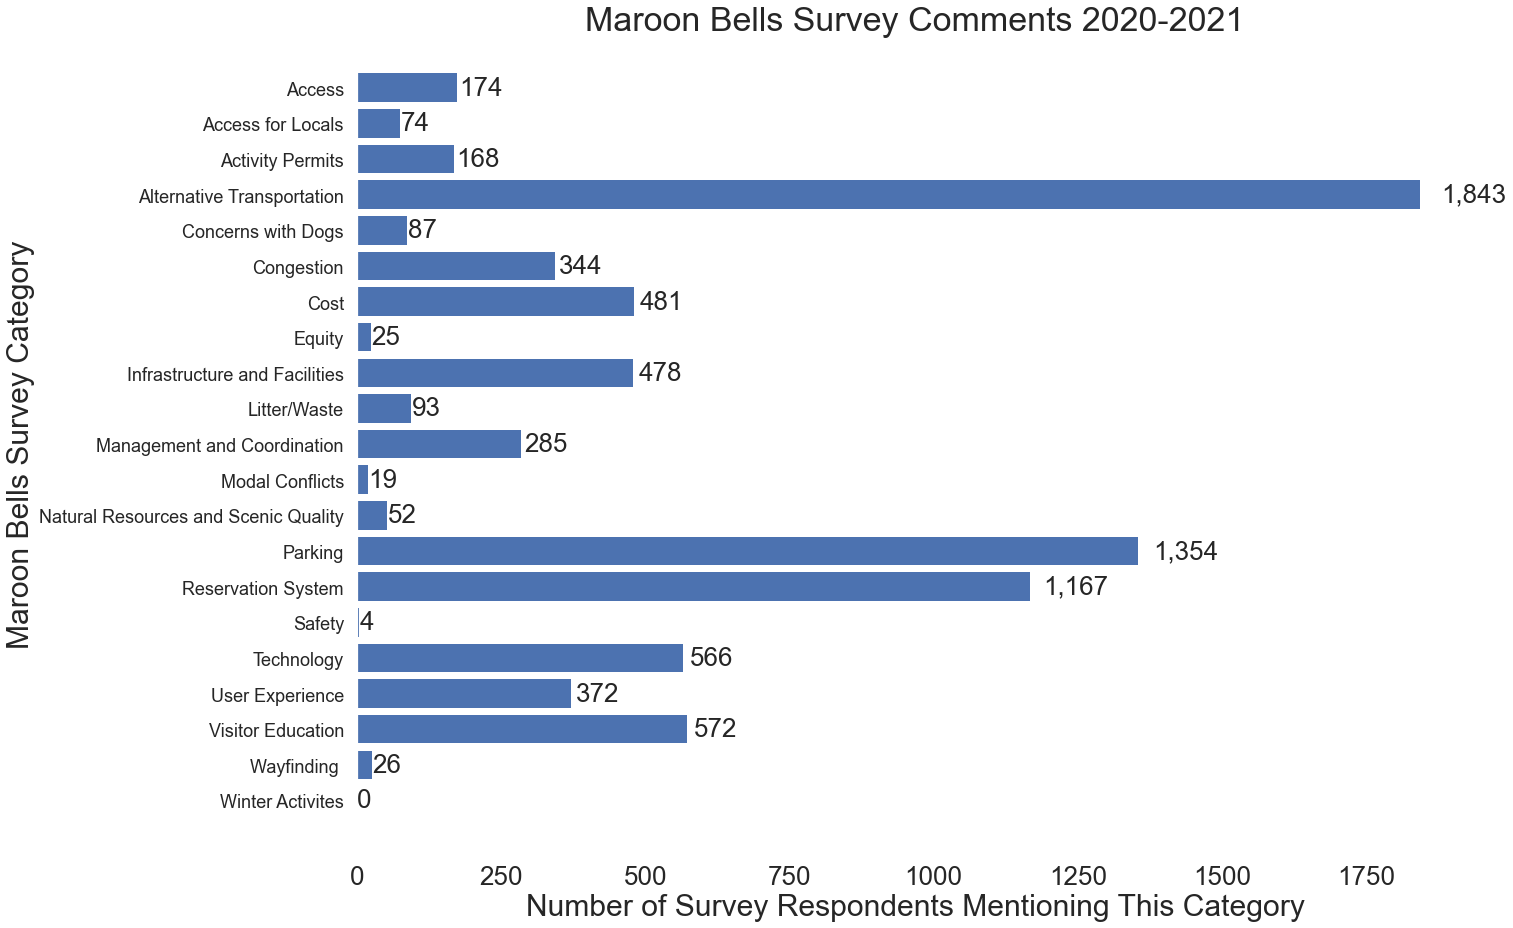 Maroon Bells Survey Comments 2020-2021
Maroon Bells Survey Category
Access 174
Access for Locals 74
Activity Permits 168
Alternative Transportation 1,843
Concerns with Dogs 87
Congestion 344
Cost 481
Equity 25
Infrastructure and Facilities 478
Litter/Waste 93
Management and Coordination 285
Modal Conflicts 19
Natural Resources and Scenic Quality 52
Parking 1,354
Reservation System 1,167
Safety 4
Technology 566
User Experience 372
Visitor Education 572
Wayfinding 26
Winter Activites 0
0 250 500 750 1000 1250 1500 1750
Number of Survey Respondents Mentioning This Category